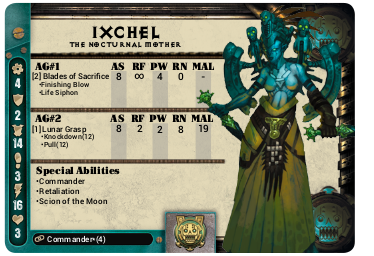 IXCHEL
THE NOCTURNAL MOTHER
AG#1 AS RF PW RN MAL
[2] Blades of Sacrifice 8 ∞ 4 0 -
•Finishing Blow
•Life Siphon
AG#2 AS RF PW RN MAL
[1] Lunar Grasp 8 2 2 8 19
•Knockdown(12)
•Pull(12)
Special Abilities
•Commander
•Retaliation
•Scion of the Moon
4
2
14
3
16
3
Commander•(4)